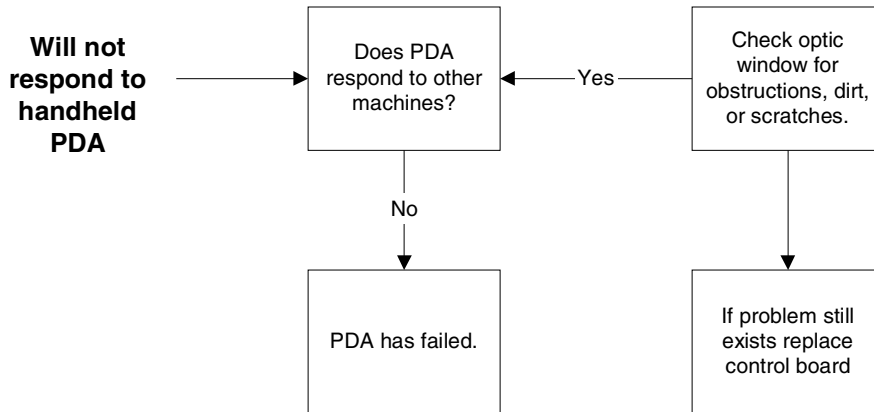 Will not
respond to
handheld
PDA
Does PDA
respond to other
machines?
Yes
Check optic
window for
obstructions, dirt,
or scratches.
No
PDA has failed.
If problem still
exists replace
control board